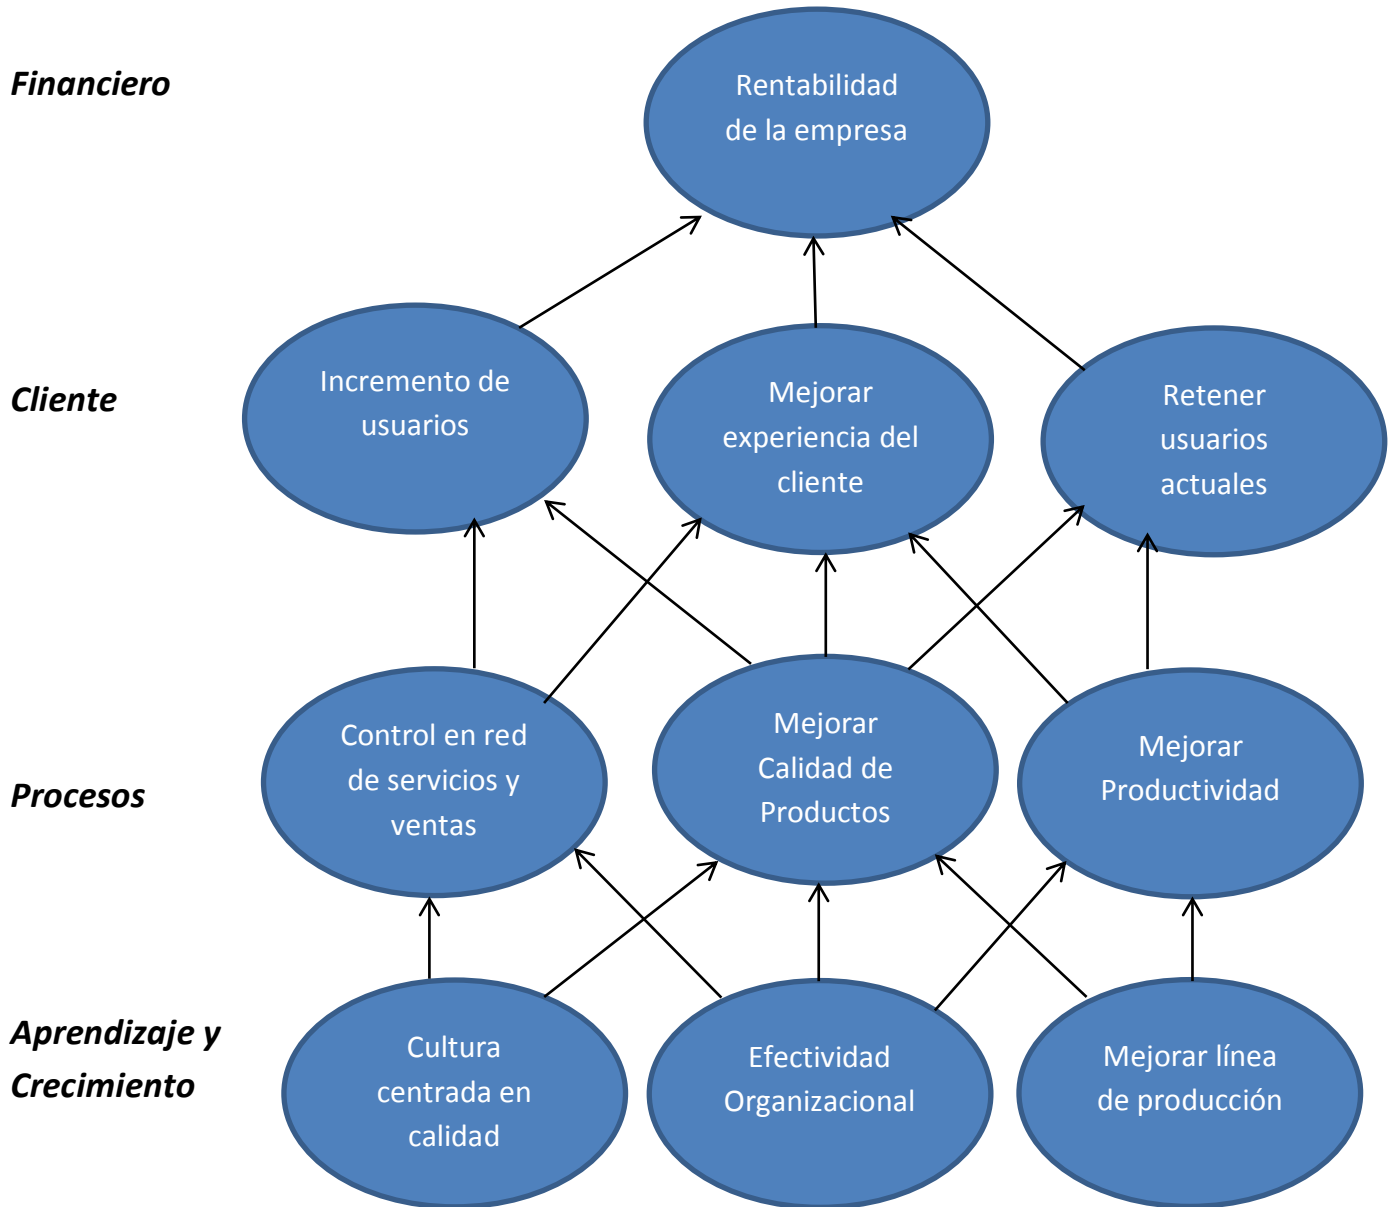 Financiero
Rentabilidad
de la empresa
Cliente
Incremento de
usuarios
Mejorar
experiencia del
cliente
Retener
usuarios
actuales
Procesos
Control en red
de servicios y
ventas
Mejorar
Calidad de
Productos
Mejorar
Productividad
Aprendizaje y
Crecimiento
Cultura
centrada en
calidad
Efectividad
Organizacional
Mejorar línea
de producción